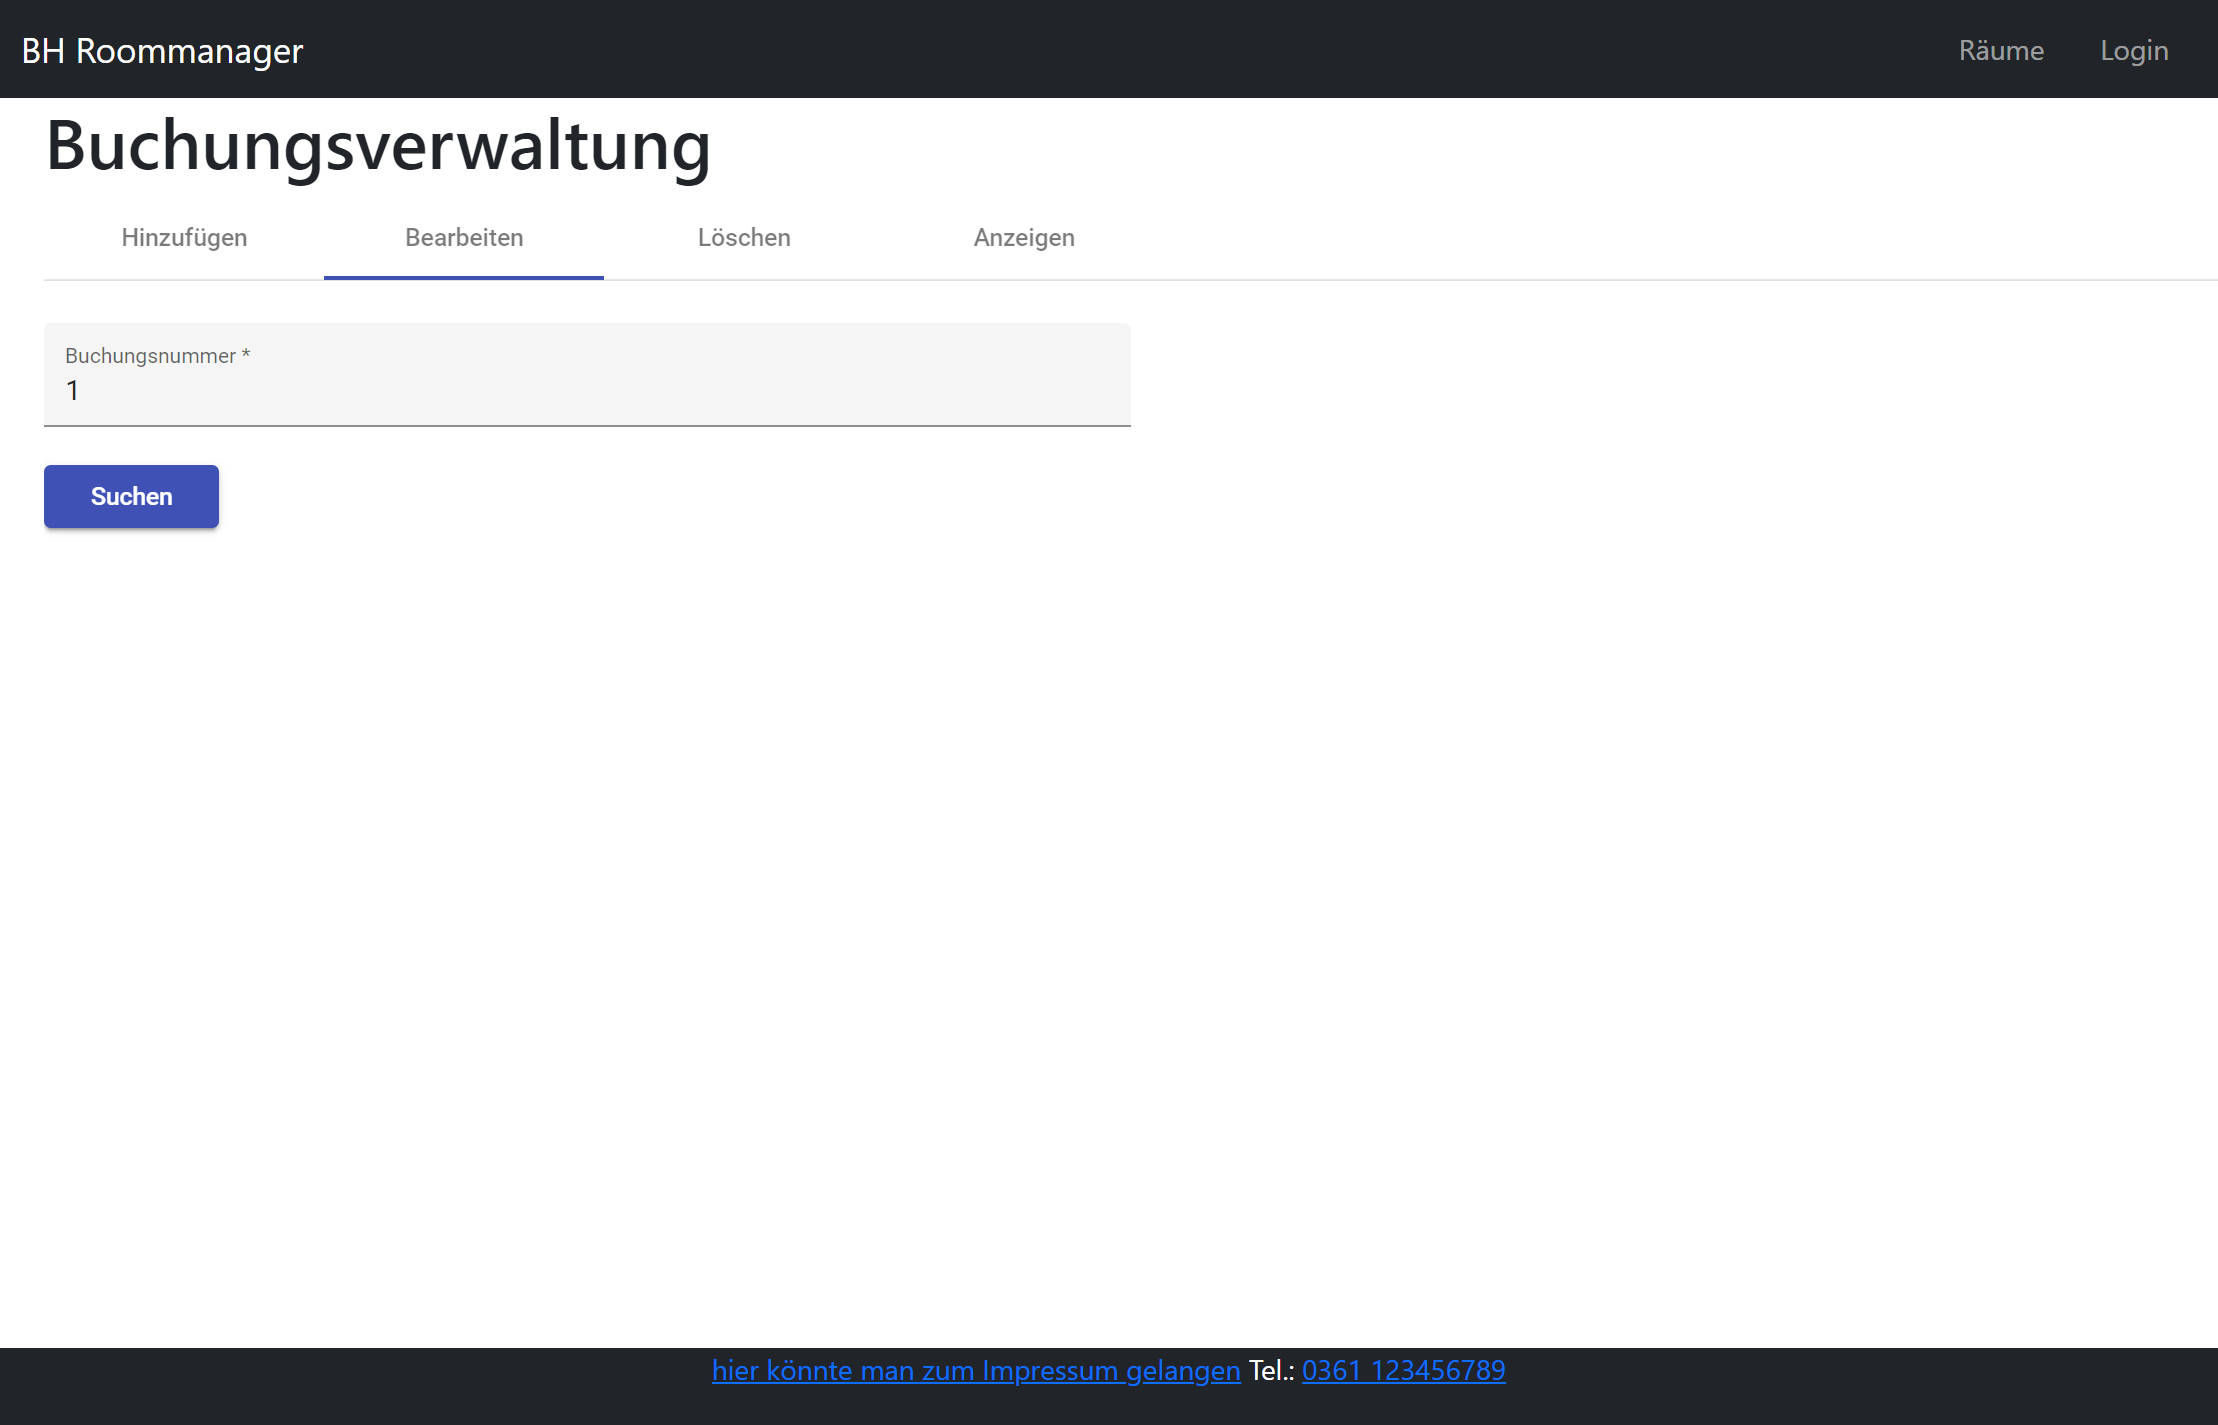 BH Roommanager Räume Login
Buchungsverwaltung
Hinzufügen Bearbeiten Löschen Anzeigen
Buchungsnummer *
1
Suchen
hier könnte man zum Impressum gelangen Tel.: 0361 123456789